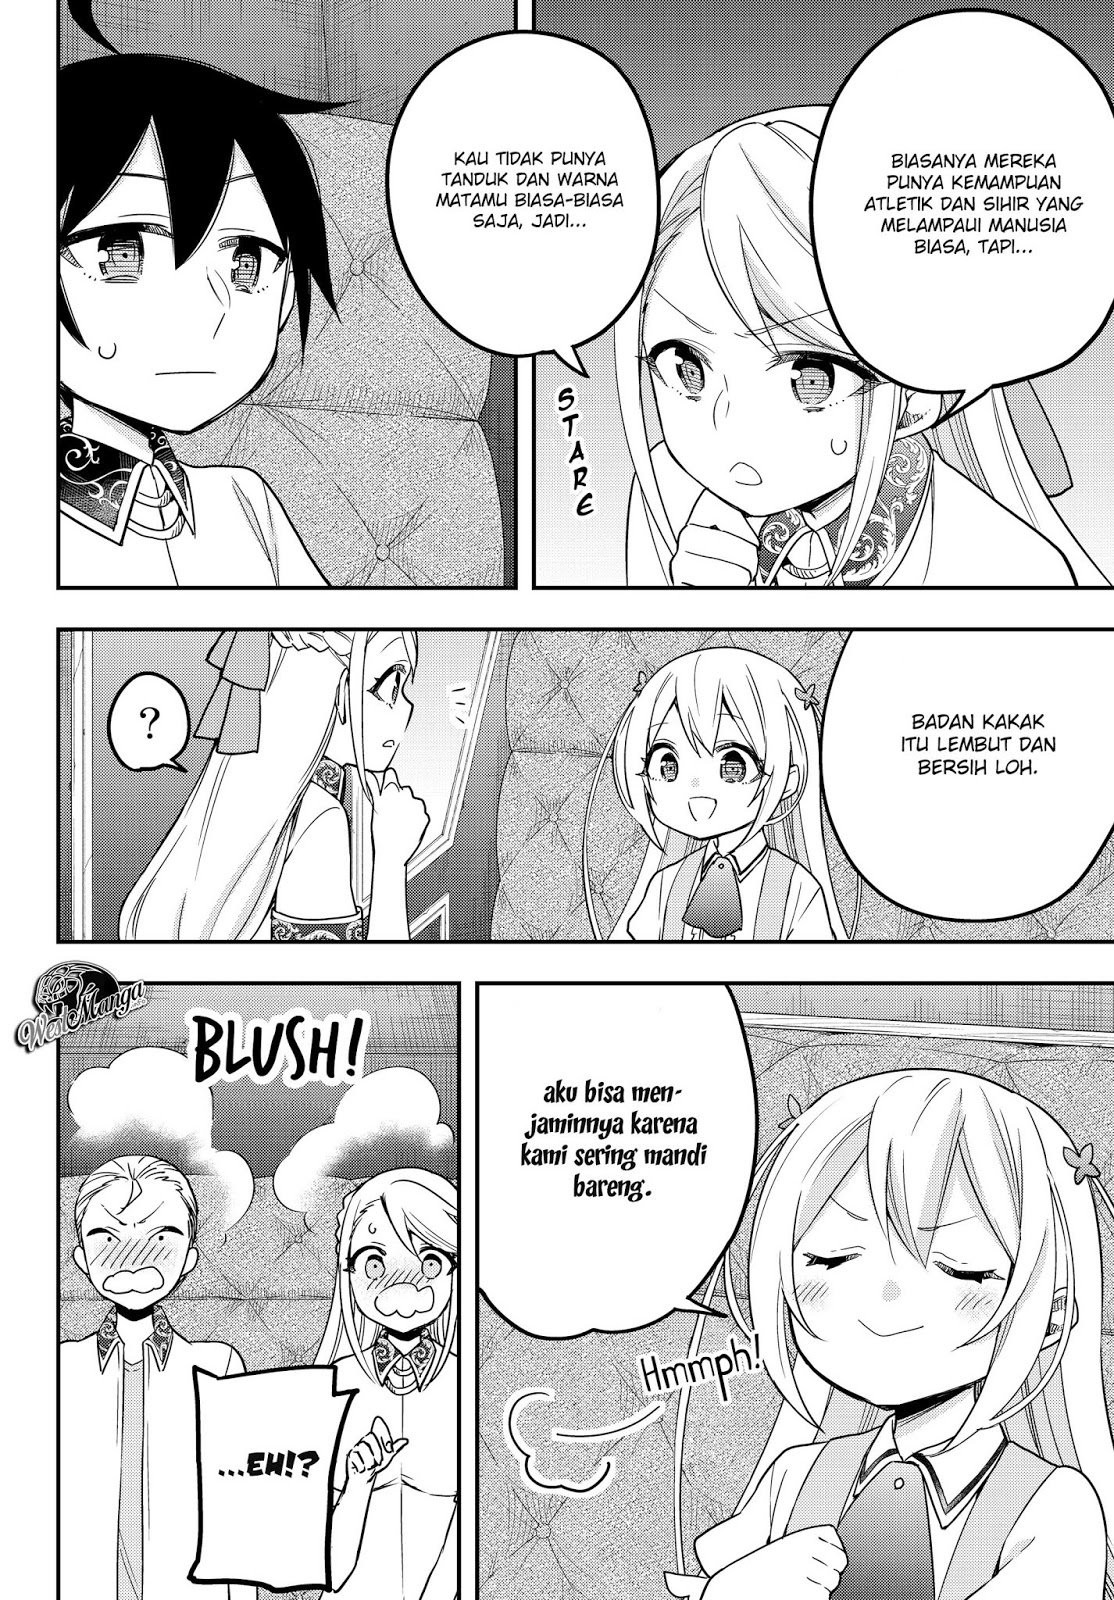 BIASANYA MEREKA
PUNYA KEMAMPUAN
ATLETIK DAN SIHIR YANG
MELAMPAUI MANUSIA
BIASA, TAPI...
KAU TIDAK PUNYA
TANDUK DAN WARNA
MATAMU BIASA-BIASA
SAJA, JADI...
STARE
BADAN KAKAK
ITU LEMBUT DAN
BERSIH LOH.
?
aku bisa men-
jaminnya karena
kami sering mandi
bareng.
Hmmph!
BLUSH!
...EH!?
West Manga